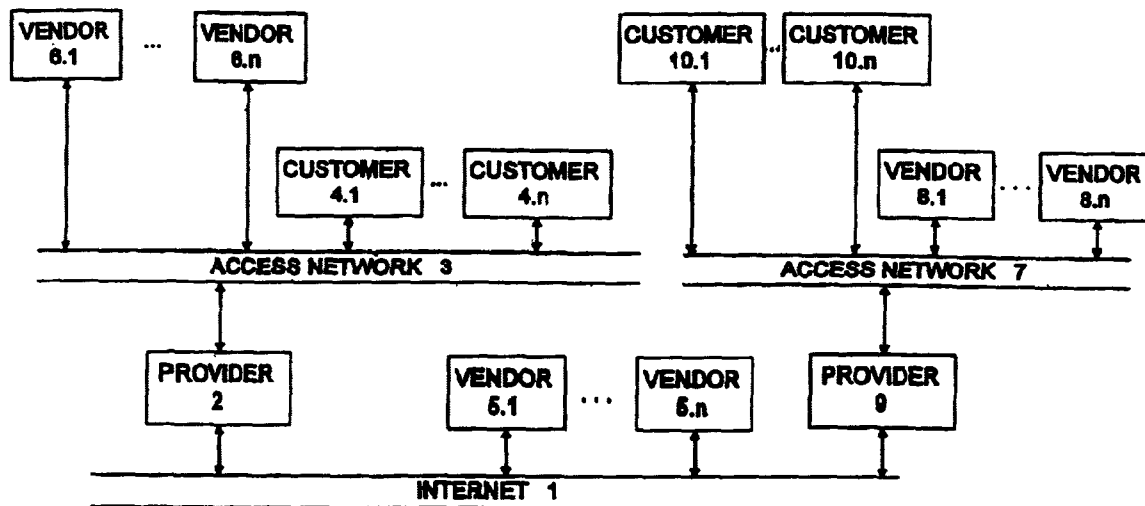 VENDOR
6.1
...
VENDOR
6.n
CUSTOMER
10.1
...
CUSTOMER
10.n
CUSTOMER
4.1
...
CUSTOMER
4.n
VENDOR
8.1
...
VENDOR
8.n
ACCESS NETWORK 3
ACCESS NETWORK 7
PROVIDER
2
VENDOR
5.1
...
VENDOR
5.n
PROVIDER
9
INTERNET 1